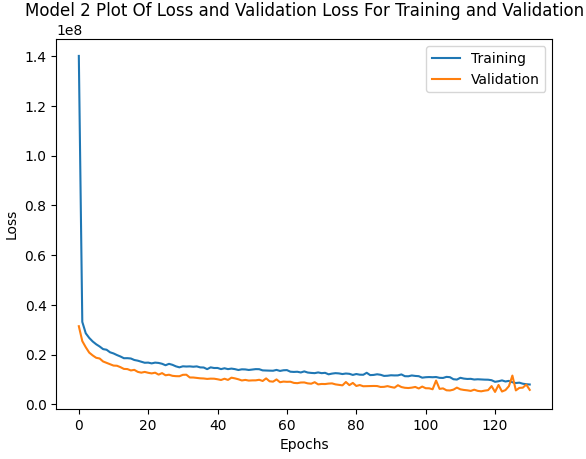 Model 2 Plot Of Loss and Validation Loss For Training and Validation
1e8
Training
Validation
1.4
1.2
1.0
0.8
0.6
0.4
0.2
0.0
Loss
0 20 40 60 80 100 120
Epochs